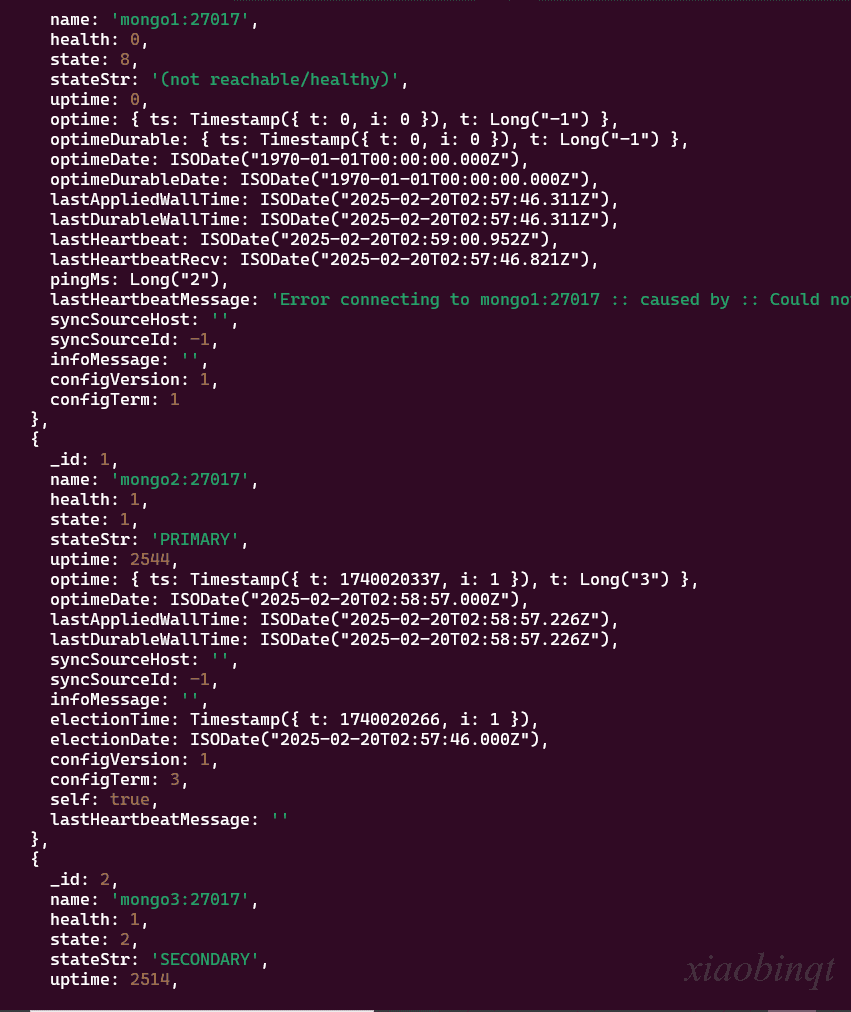 name: 'mongo1:27017',
health: 0,
state: 8,
stateStr: '(not reachable/healthy)',
uptime: 0,
optime: { ts: Timestamp({ t: 0, i: 0 }), t: Long("-1") },
optimeDurable: { ts: Timestamp({ t: 0, i: 0 }), t: Long("-1") },
optimeDate: ISODate("1970-01-01T00:00:00.000Z"),
optimeDurableDate: ISODate("1970-01-01T00:00:00.000Z"),
lastAppliedWallTime: ISODate("2025-02-20T02:57:46.311Z"),
lastDurableWallTime: ISODate("2025-02-20T02:57:46.311Z"),
lastHeartbeat: ISODate("2025-02-20T02:59:00.952Z"),
lastHeartbeatRecv: ISODate("2025-02-20T02:57:46.821Z"),
pingMs: Long("2"),
lastHeartbeatMessage: 'Error connecting to mongo1:27017 :: caused by :: Could no
syncSourceHost: '',
syncSourceId: -1,
infoMessage: '',
configVersion: 1,
configTerm: 1
},
{
_id: 1,
name: 'mongo2:27017',
health: 1,
state: 1,
stateStr: 'PRIMARY',
uptime: 2544,
optime: { ts: Timestamp({ t: 1740020337, i: 1 }), t: Long("3") },
optimeDate: ISODate("2025-02-20T02:58:57.000Z"),
lastAppliedWallTime: ISODate("2025-02-20T02:58:57.226Z"),
lastDurableWallTime: ISODate("2025-02-20T02:58:57.226Z"),
syncSourceHost: '',
syncSourceId: -1,
infoMessage: '',
electionTime: Timestamp({ t: 1740020266, i: 1 }),
electionDate: ISODate("2025-02-20T02:57:46.000Z"),
configVersion: 1,
configTerm: 3,
self: true,
lastHeartbeatMessage: ''
},
{
_id: 2,
name: 'mongo3:27017',
health: 1,
state: 2,
stateStr: 'SECONDARY',
uptime: 2514,
xiaobinqt